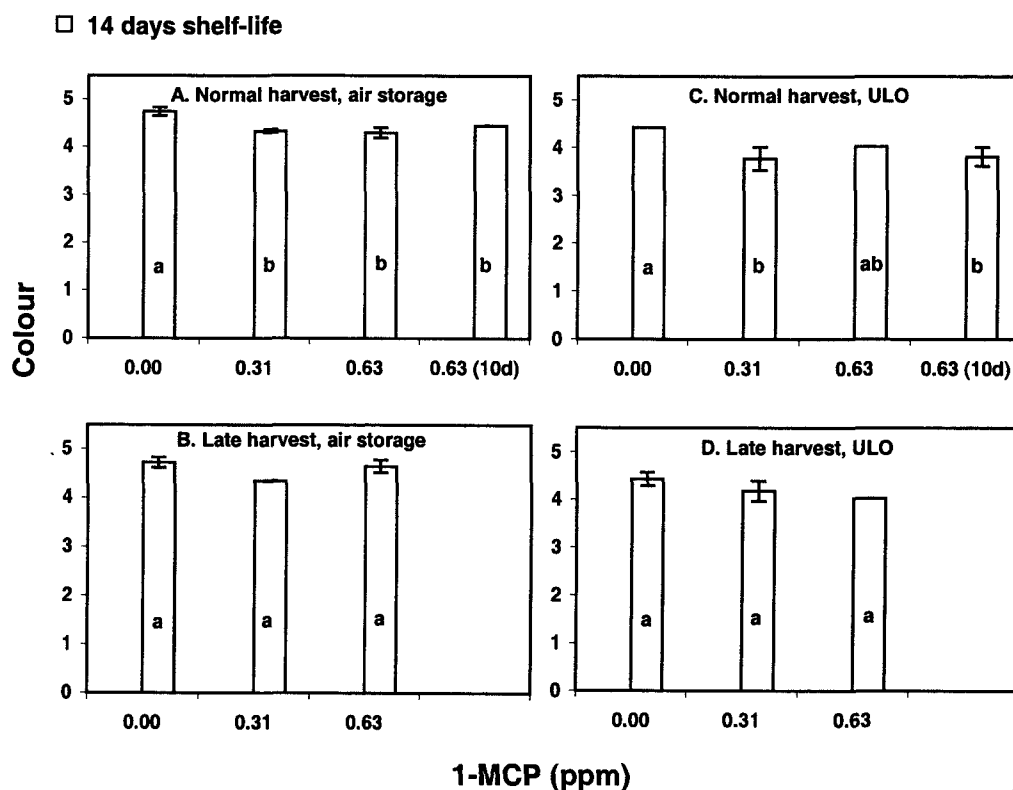 14 days shelf-life
A. Normal harvest, air storage
5
4
3
2
1
0
a
b
b
b
0.00 0.31 0.63 0.63 (10d)
C. Normal harvest, ULO
5
4
3
2
1
0
a
b
ab
b
0.00 0.31 0.63 0.63 (10d)
Colour
B. Late harvest, air storage
5
4
3
2
1
0
a
a
a
0.00 0.31 0.63
D. Late harvest, ULO
5
4
3
2
1
0
a
a
a
0.00 0.31 0.63
1-MCP (ppm)